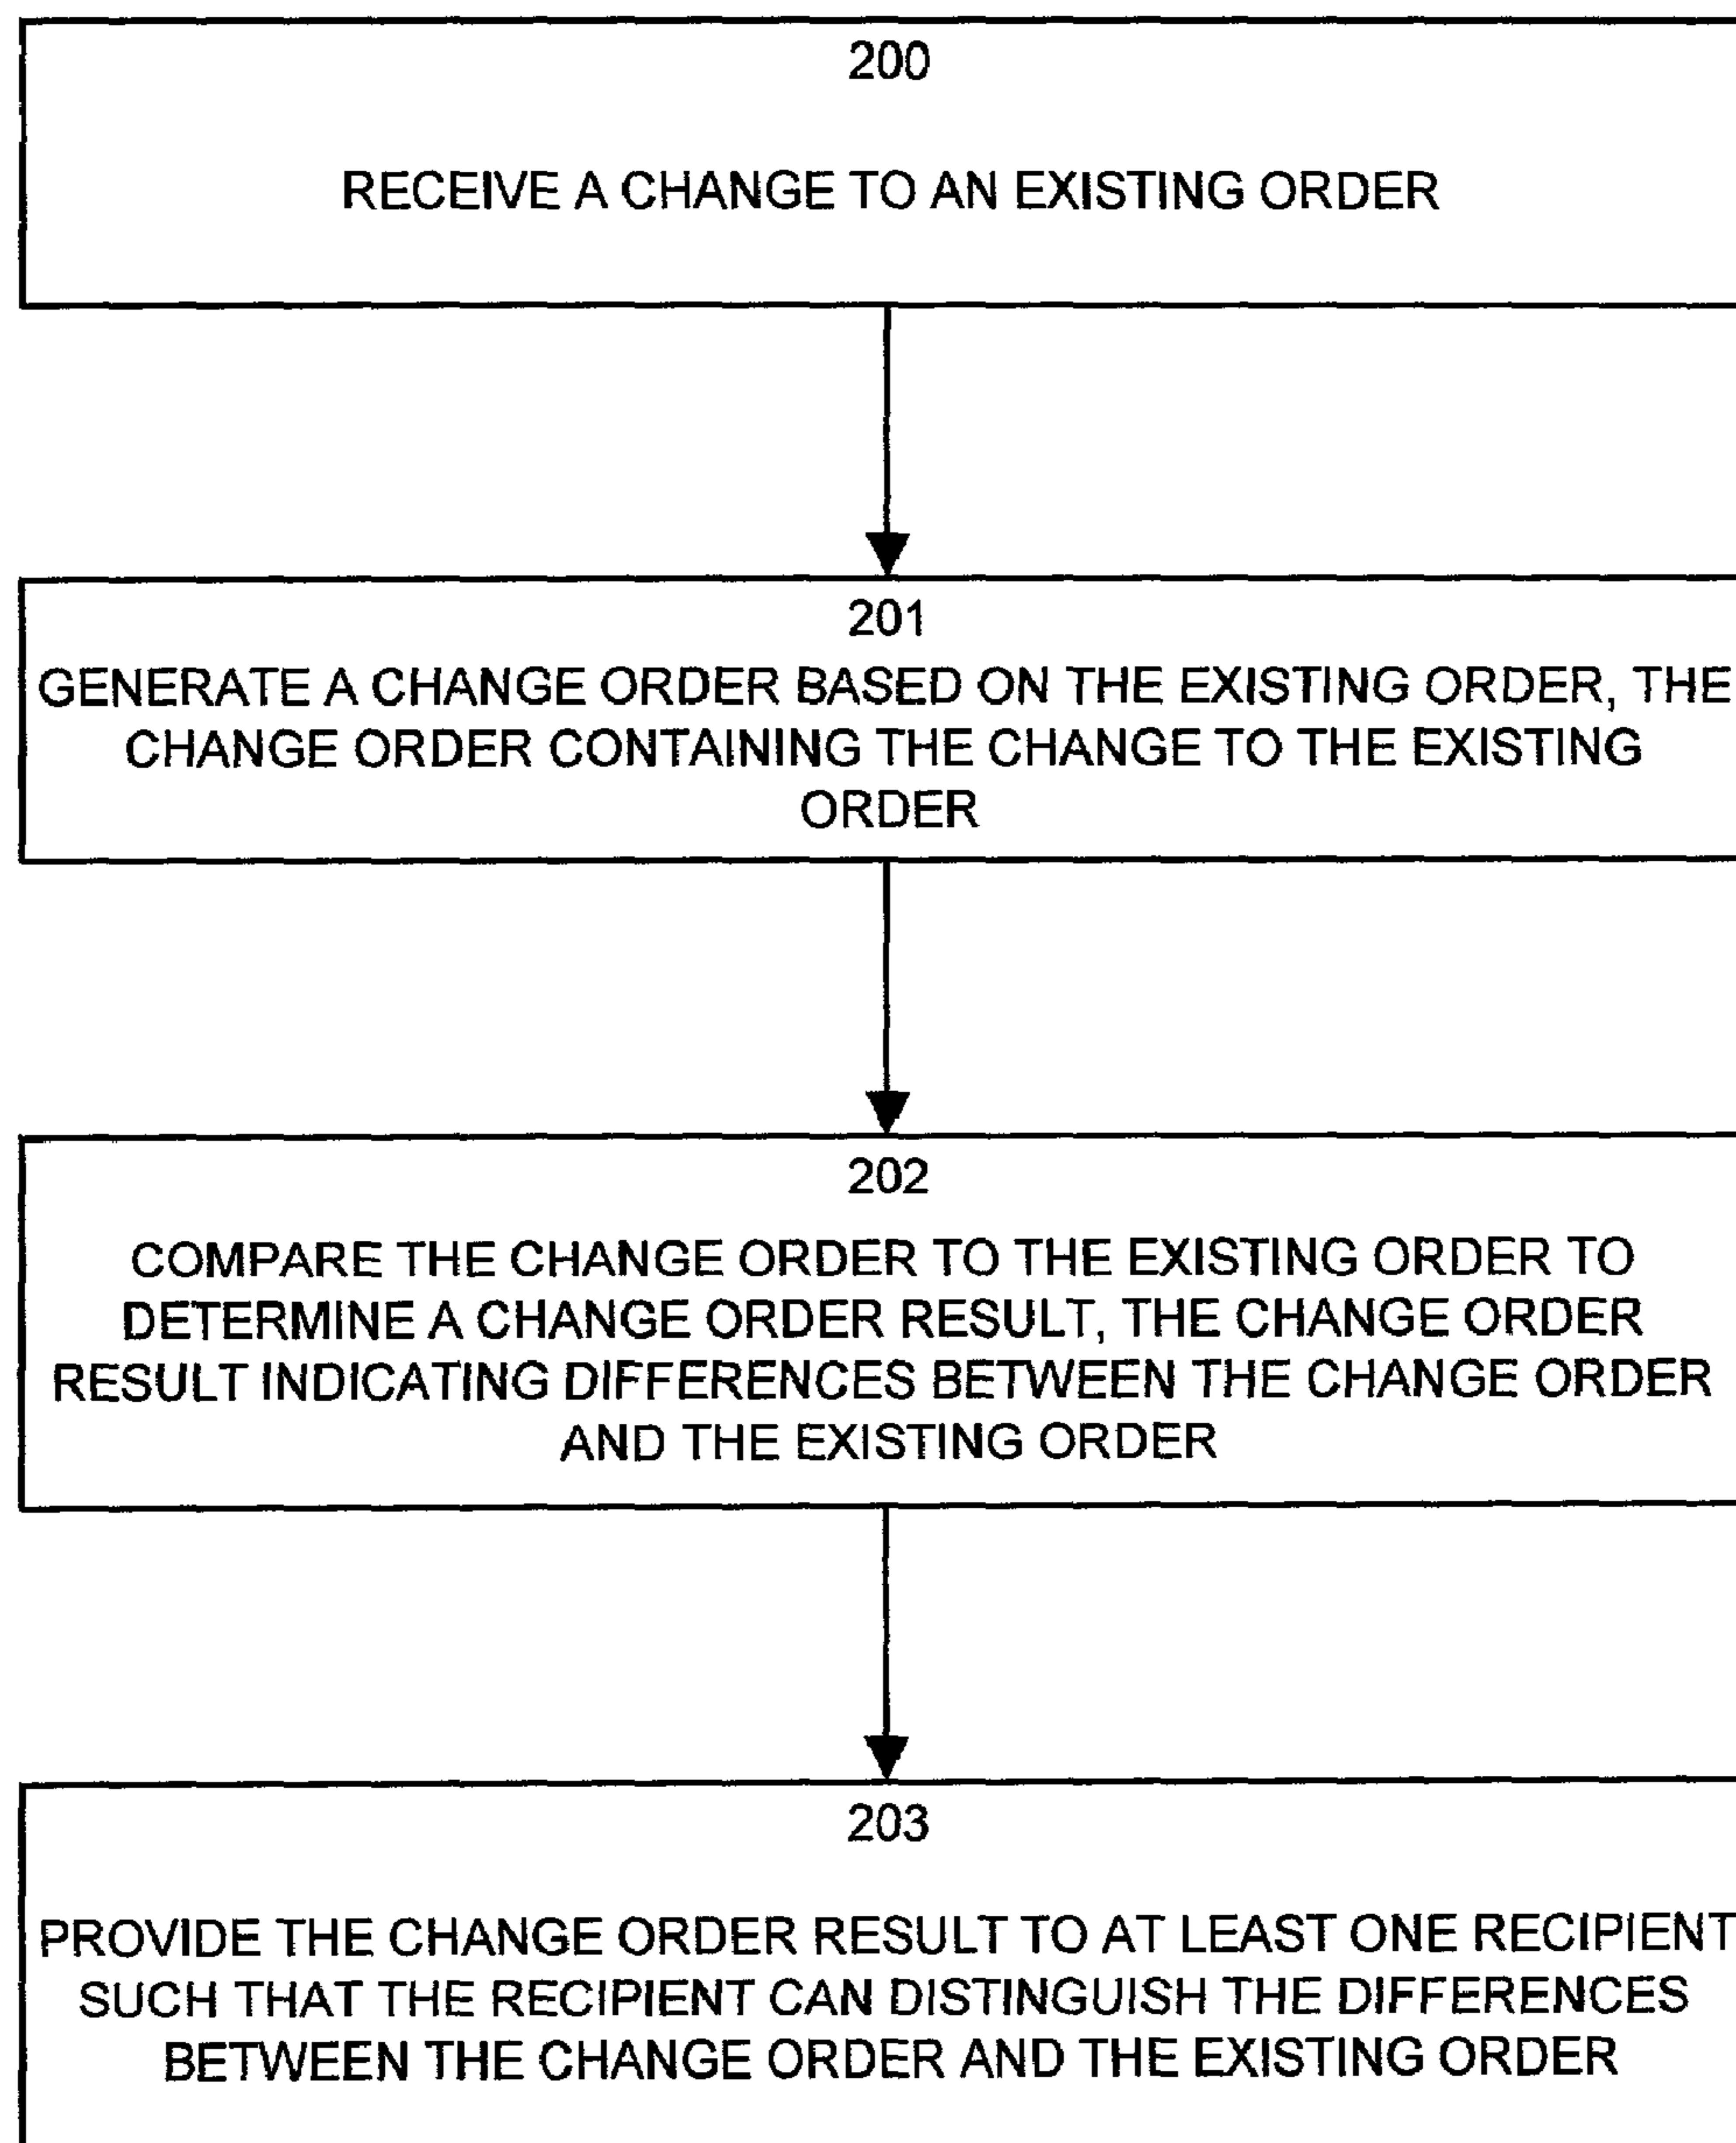 200
RECEIVE A CHANGE TO AN EXISTING ORDER
201
GENERATE A CHANGE ORDER BASED ON THE EXISTING ORDER, THE
CHANGE ORDER CONTAINING THE CHANGE TO THE EXISTING
ORDER
202
COMPARE THE CHANGE ORDER TO THE EXISTING ORDER TO
DETERMINE A CHANGE ORDER RESULT, THE CHANGE ORDER
RESULT INDICATING DIFFERENCES BETWEEN THE CHANGE ORDER
AND THE EXISTING ORDER
203
PROVIDE THE CHANGE ORDER RESULT TO AT LEAST ONE RECIPIENT
SUCH THAT THE RECIPIENT CAN DISTINGUISH THE DIFFERENCES
BETWEEN THE CHANGE ORDER AND THE EXISTING ORDER